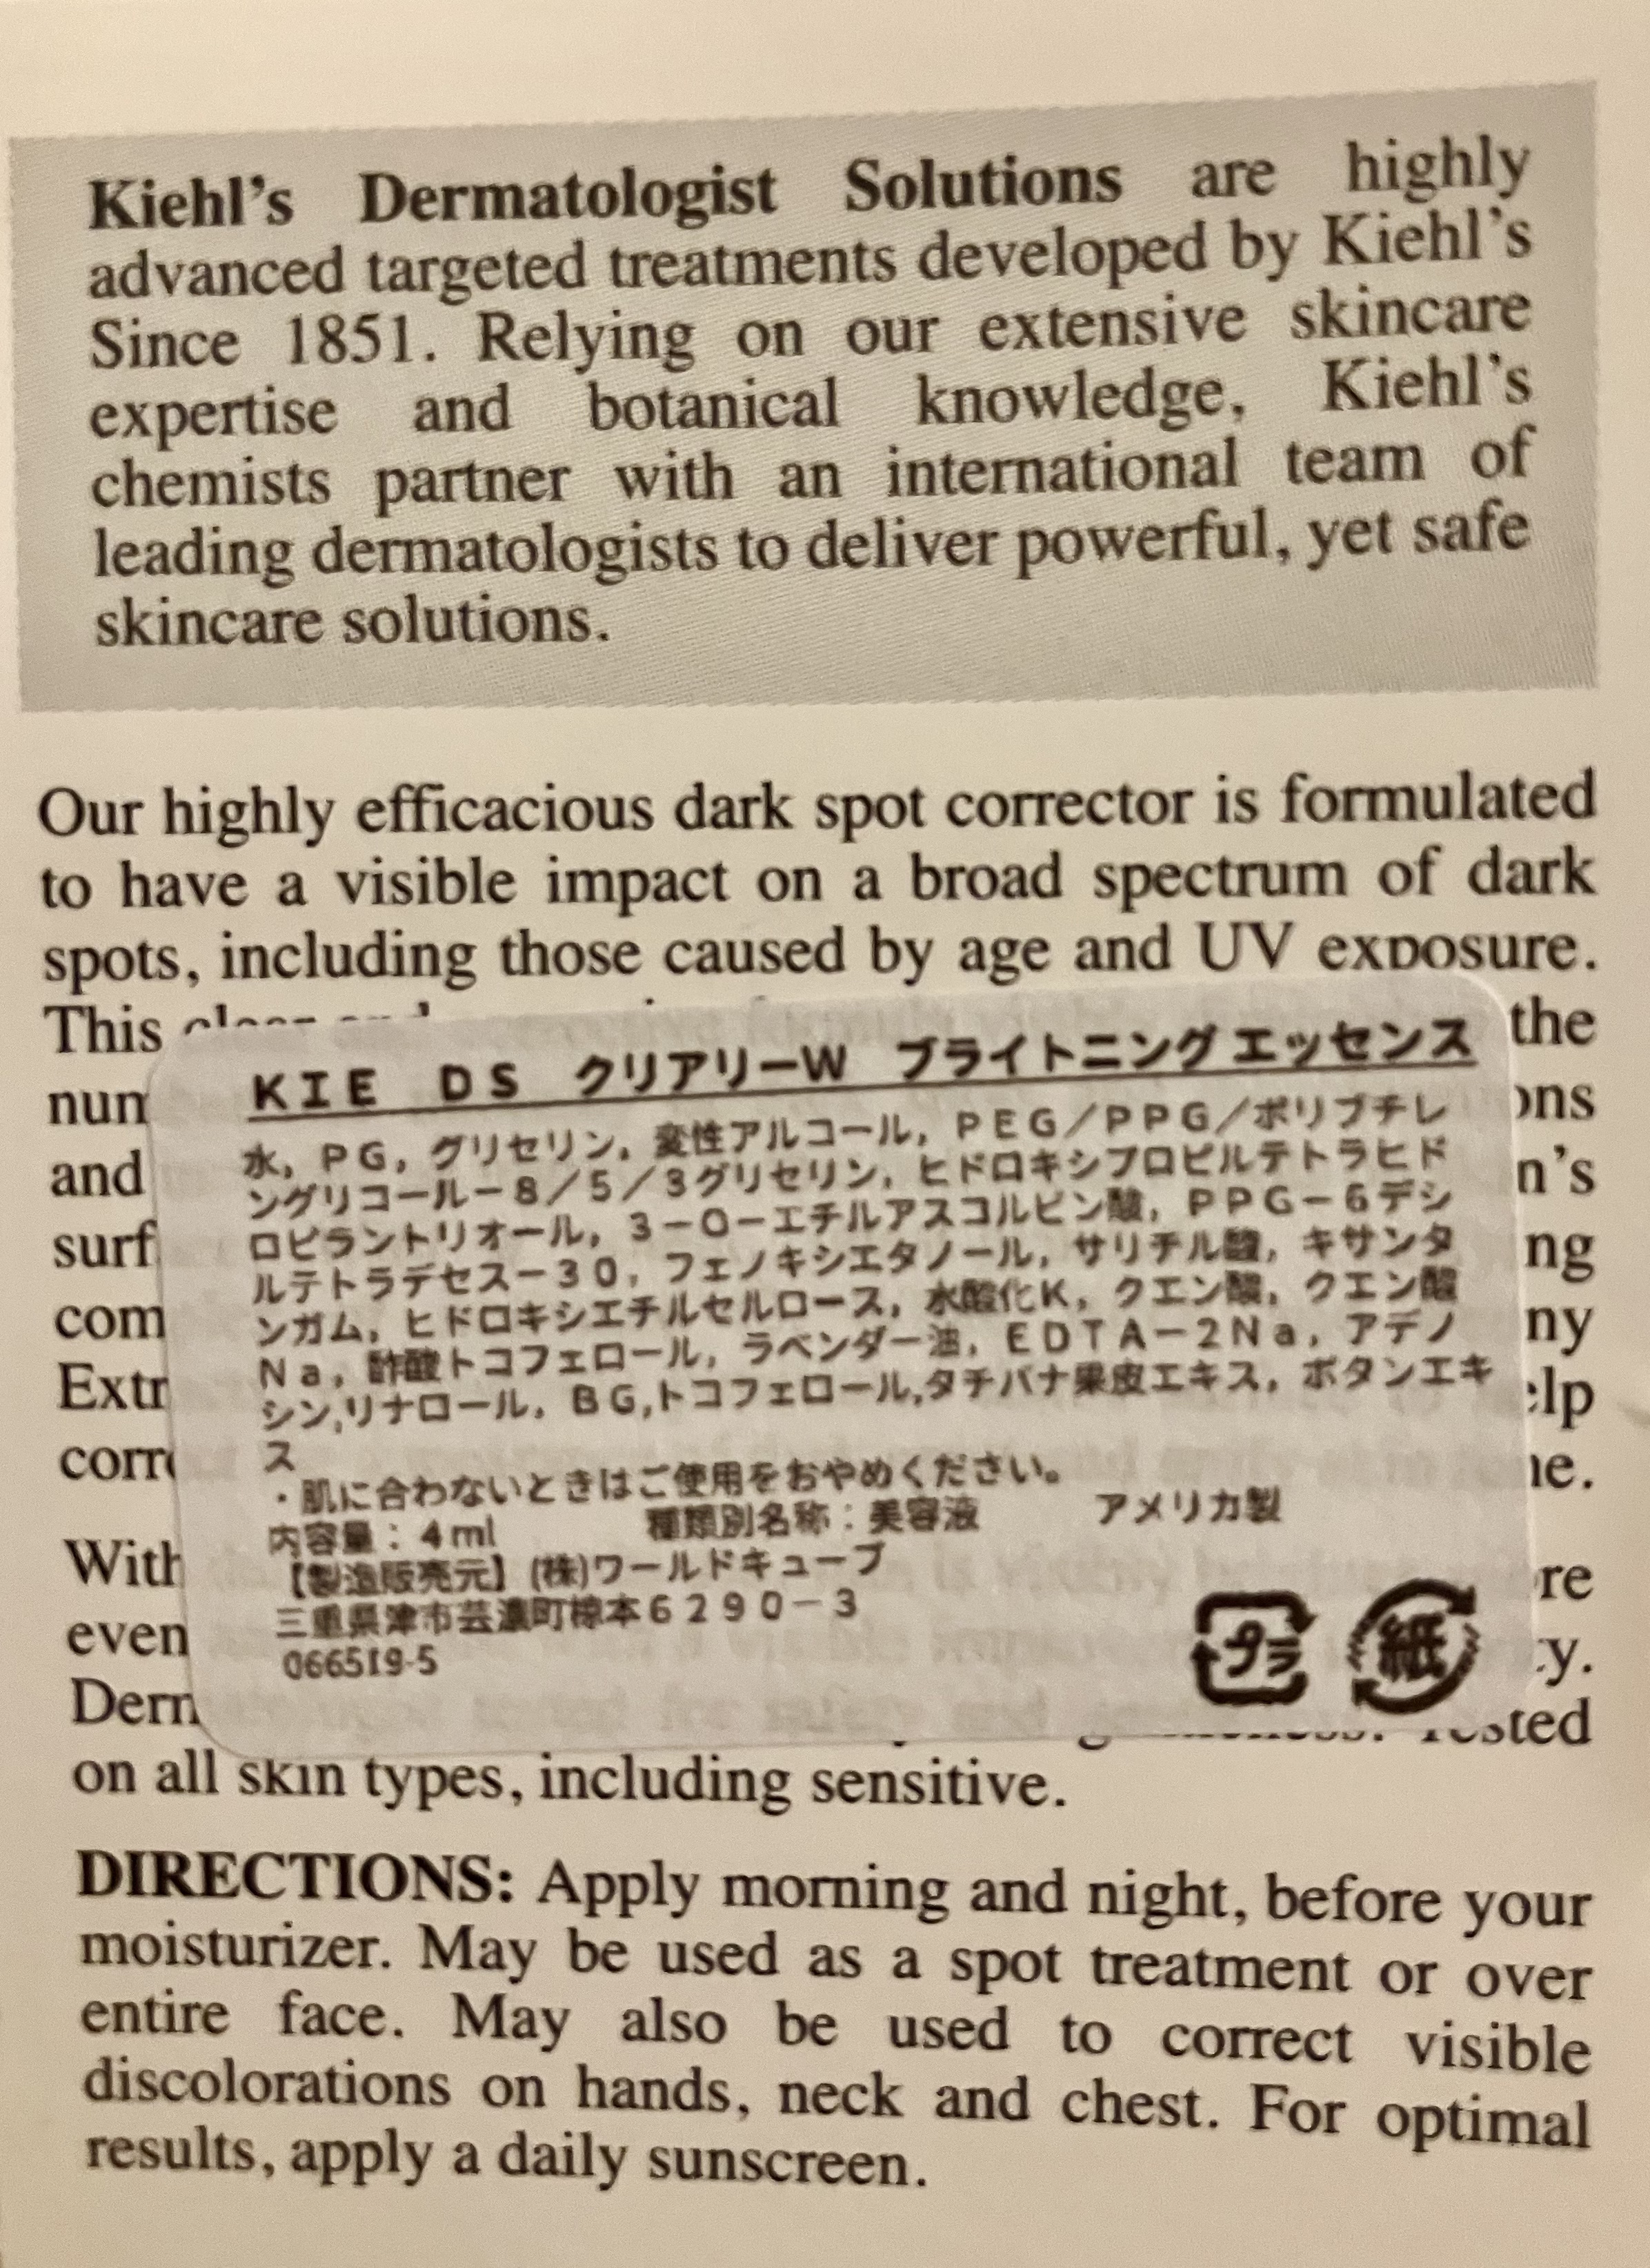 Kiehl's Dermatologist Solutions are highly
advanced targeted treatments developed by Kiehl's
Since 1851. Relying on our extensive skincare
expertise and botanical knowledge, Kiehl's
chemists partner with an international team of
leading dermatologists to deliver powerful, yet safe
skincare solutions.
Our highly efficacious dark spot corrector is formulated
to have a visible impact on a broad spectrum of dark
spots, including those caused by age and UV exposure.
This the
KIE DS クリアリーW ブライトニングエッセンス
水, PG, グリセリン, 変性アルコール, PEG/PPG/ポリブチレ
ングリコール-8/5/3グリセリン, ヒドロキシプロピルテトラヒド
ロピラントリオール, 3-O-エチルアスコルビン酸, PPG-6デシ
ルテトラデセス-30, フェノキシエタノール, サリチル酸, キサンタ
ンガム, ヒドロキシエチルセルロース, 水酸化K, クエン酸, クエン酸
Na, 酢酸トコフェロール, ラベンダー油, EDTA-2Na, アデノ
シン,リナロール, BG,トコフェロール,タチバナ果皮エキス, ボタンエキ
ス
・肌に合わないときはご使用をおやめください。
内容量：4ml 種類別名称：美容液 アメリカ製
【製造販売元】(株)ワールドキューブ
三重県津市芸濃町椋本6290-3
066519-5
プラ 紙
nun ons
and n's
surf ng
com ny
Extr elp
corre ne.
With re
even y.
Derm Tested
on all skin types, including sensitive.
DIRECTIONS: Apply morning and night, before your
moisturizer. May be used as a spot treatment or over
entire face. May also be used to correct visible
discolorations on hands, neck and chest. For optimal
results, apply a daily sunscreen.